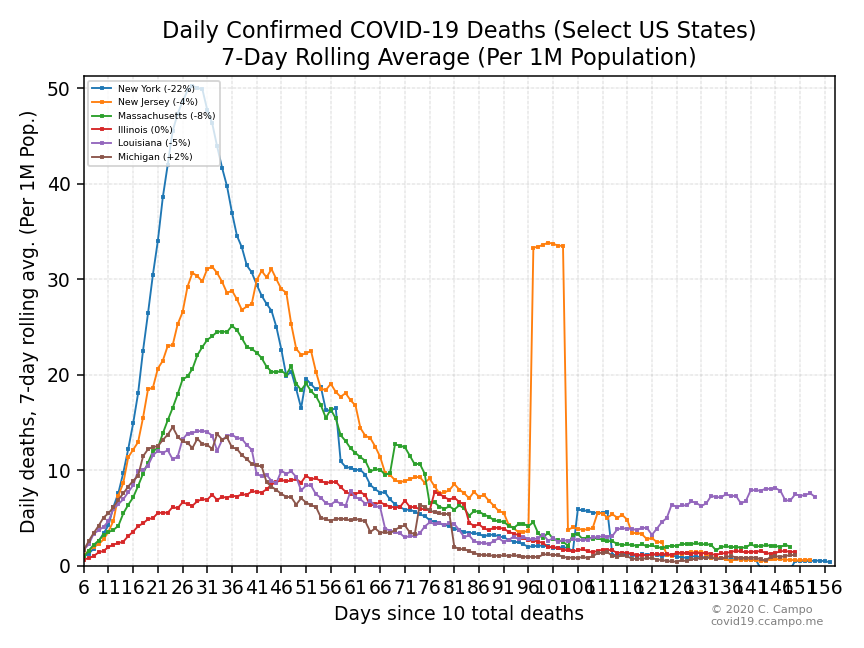 Daily Confirmed COVID-19 Deaths (Select US States)
7-Day Rolling Average (Per 1M Population)
Daily deaths, 7-day rolling avg. (Per 1M Pop.)
50
40
30
20
10
0
New York (-22%)
New Jersey (-4%)
Massachusetts (-8%)
Illinois (0%)
Louisiana (-5%)
Michigan (+2%)
6 11 16 21 26 31 36 41 46 51 56 61 66 71 76 81 86 91 96 101 106 111 116 121 126 131 136 141 146 151 156
Days since 10 total deaths
© 2020 C. Campo
covid19.ccampo.me